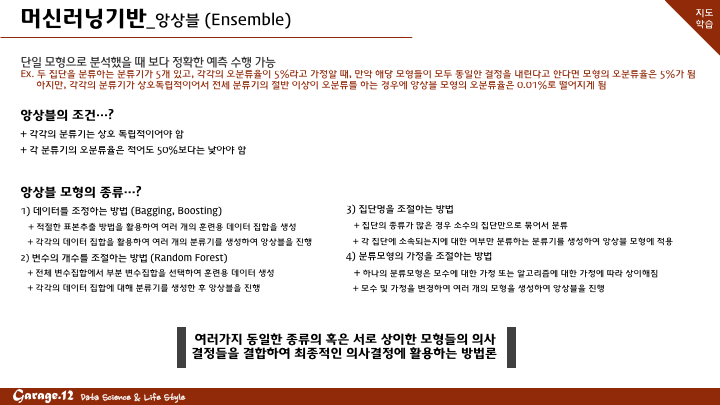 머신러닝기반_앙상블 (Ensemble)
지도
학습
단일 모형으로 분석했을 때 보다 정확한 예측 수행 가능
Ex. 두 집단을 분류하는 분류기가 5개 있고, 각각의 오분류율이 5%라고 가정할 때, 만약 해당 모형들이 모두 동일한 결정을 내린다고 안다면 모형의 오분류율은 5%가 됨
하지만, 각각의 분류기가 상호독립적이어서 전체 분류기의 절반 이상이 오분류를 하는 경우에 앙상블 모형의 오분류율은 0.01%로 떨어지게 됨
앙상블의 조건...?
+ 각각의 분류기는 상호 독립적이어야 함
+ 각 분류기의 오분류율은 적어도 50%보다는 낮아야 함
앙상블 모형의 종류...?
1) 데이터를 조정하는 방법 (Bagging, Boosting)
+ 적절한 표본추출 방법을 활용하여 여러 개의 훈련용 데이터 집합을 생성
+ 각각의 데이터 집합을 활용하여 여러 개의 분류기를 생성하여 앙상블을 진행
2) 변수의 개수를 조절하는 방법 (Random Forest)
+ 전체 변수집합에서 부분 변수집합을 선택하여 훈련용 데이터 생성
+ 각각의 데이터 집합에 대해 분류기를 생성한 후 앙상블을 진행
3) 집단명을 조절하는 방법
+ 집단의 종류가 많은 경우 소수의 집단만으로 묶어서 분류
+ 각 집단에 소속되는지에 대한 여부만 분류하는 분류기를 생성하여 앙상블 모형에 적용
4) 분류모형의 가정을 조절하는 방법
+ 하나의 분류모형은 모수에 대한 가정 또는 알고리즘에 대한 가정에 따라 상이해짐
+ 모수 및 가정을 변경하여 여러 개의 모형을 생성하여 앙상블을 진행
여러가지 동일한 종류의 혹은 서로 상이한 모형들의 의사
결정들을 결합하여 최종적인 의사결정에 활용하는 방법론
Garage.12 Data Science & Life Style